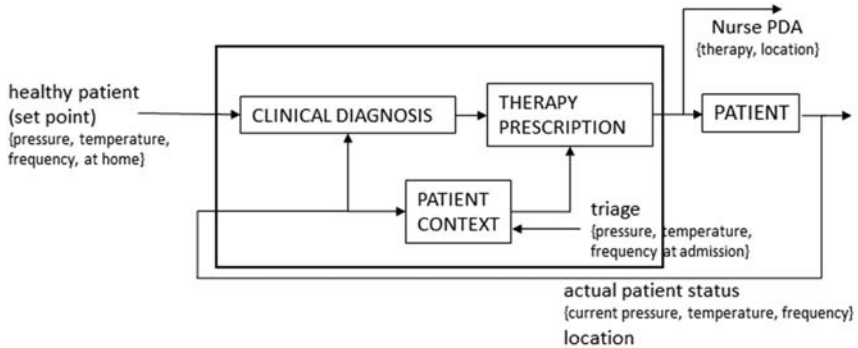 Nurse PDA
{therapy, location}
healthy patient
(set point)
{pressure, temperature,
frequency, at home}
CLINICAL DIAGNOSIS
THERAPY
PRESCRIPTION
PATIENT
PATIENT
CONTEXT
triage
{pressure, temperature,
frequency at admission}
actual patient status
{current pressure, temperature, frequency}
location